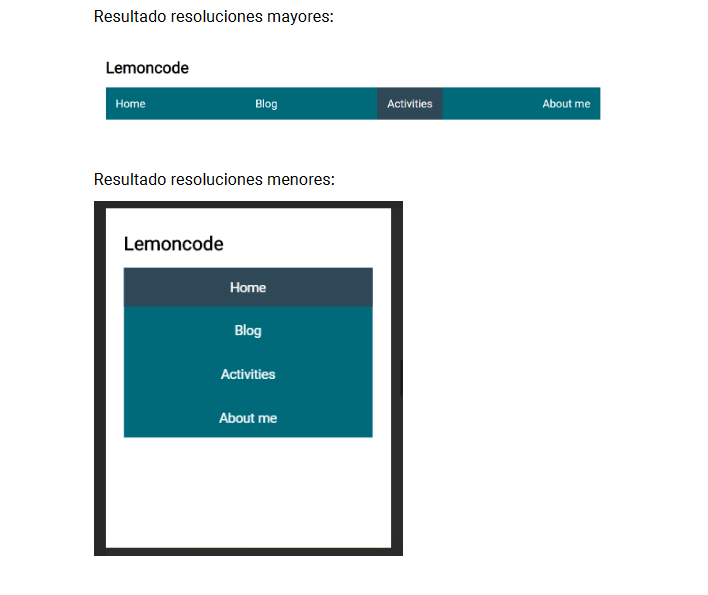 Resultado resoluciones mayores:
Lemoncode
Home Blog Activities About me
Resultado resoluciones menores:
Lemoncode
Home
Blog
Activities
About me